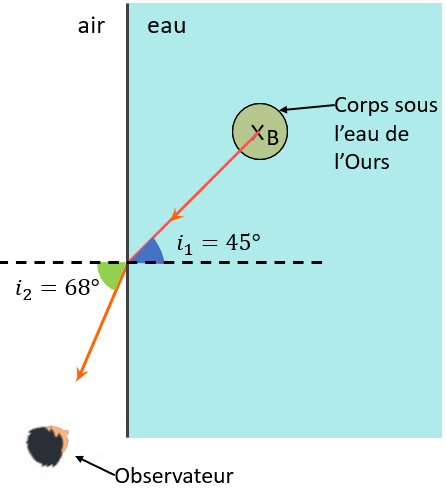 air
eau
Corps sous
l'eau de
l'Ours
B
i₁ = 45°
i₂ = 68°
Observateur